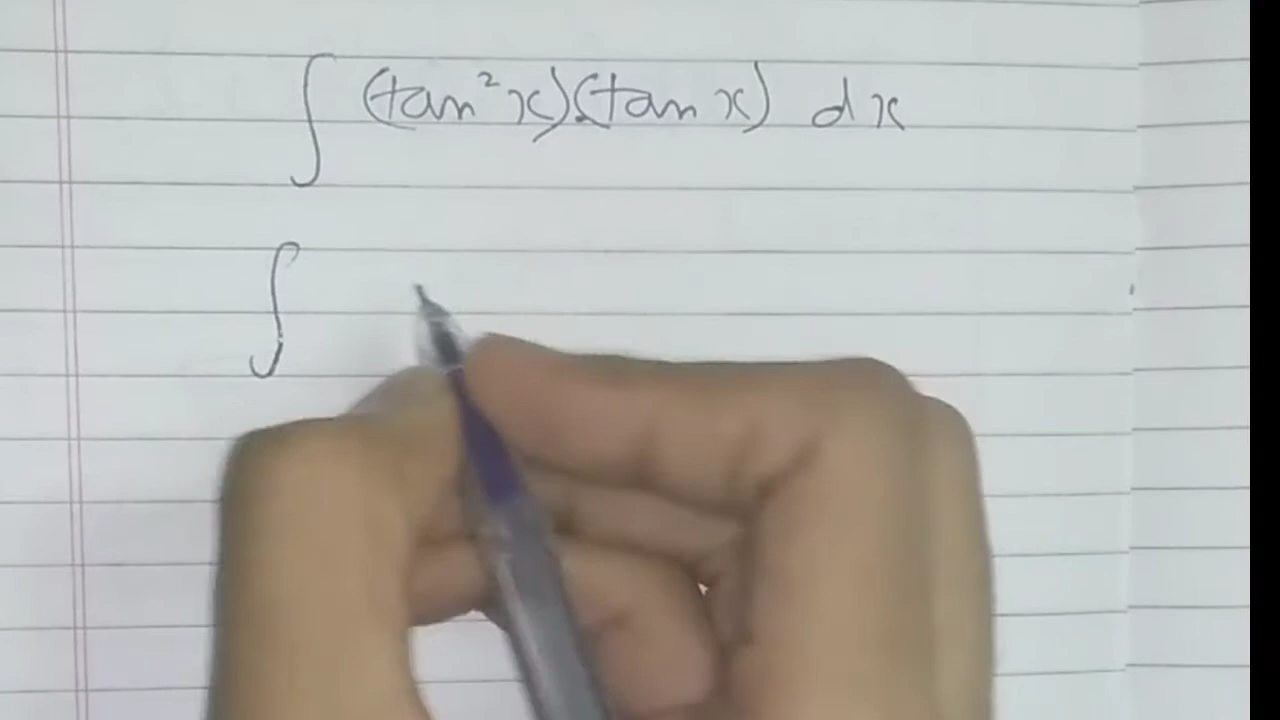 ∫ (tan²x).(tan x) dx
∫